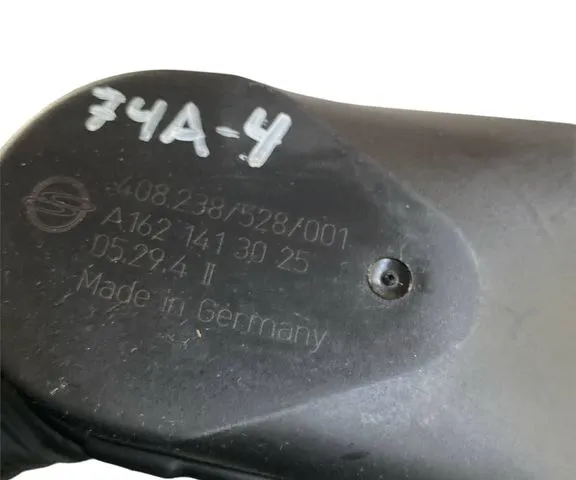 74A-4
408.238/528/001
A162 141 30 25
05.29.4 II
Made in Germany